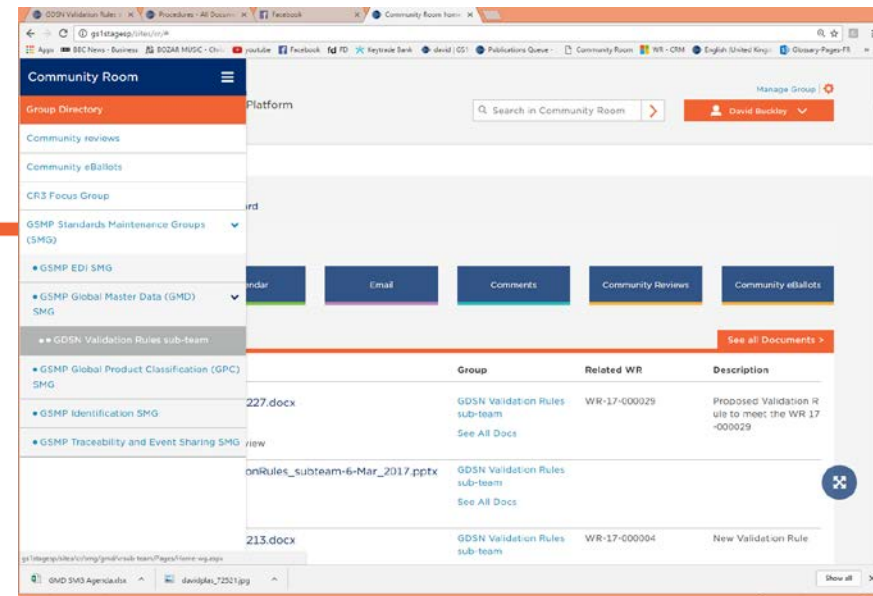 GDSN Validation Rules
Procedures - All Docum
Facebook
Community Room
gs1stagesp/sites/cr/#
Apps
BBC News - Business
BOZAR MUSIC
youtube
Facebook
FD
Keytrade Bank
david | GS1
Publications Queue
Community Room
WR - CRM
English (United King
Glossary-Pages-FR
Community Room
Group Directory
Community reviews
Community eBallots
CR3 Focus Group
GSMP Standards Maintenance Groups
(SMG)
GSMP EDI SMG
GSMP Global Master Data (GMD)
SMG
GDSN Validation Rules sub-team
GSMP Global Product Classification (GPC)
SMG
GSMP Identification SMG
GSMP Traceability and Event Sharing SMG
Platform
Manage Group
Search in Community Room
David Buckley
ard
endar
Email
Comments
Community Reviews
Community eBallots
See all Documents >
Group
Related WR
Description
227.docx
view
GDSN Validation Rules
sub-team
See All Docs
WR-17-000029
Proposed Validation R
ule to meet the WR 17
-000029
onRules_subteam-6-Mar_2017.pptx
GDSN Validation Rules
sub-team
See All Docs
213.docx
GDSN Validation Rules
sub-team
WR-17-000004
New Validation Rule
GMD SMG Agenda.xlsx
davidplas_72521.jpg
Show all